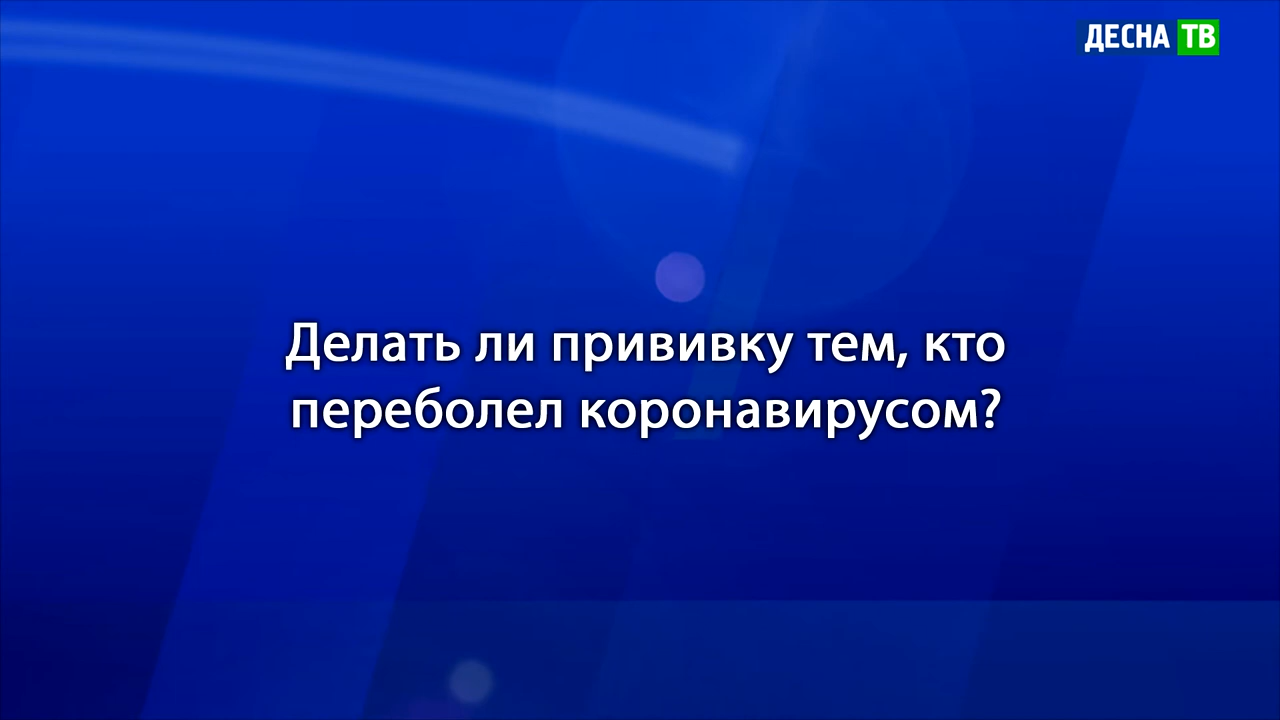 ДЕСНА ТВ
Делать ли прививку тем, кто
переболел коронавирусом?